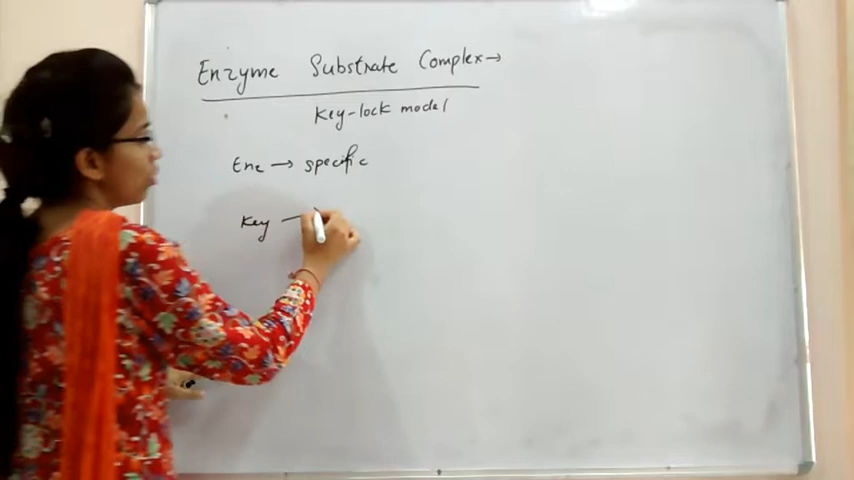 Enzyme Substrate Complex→
Key-lock model
Enz → specific
Key —